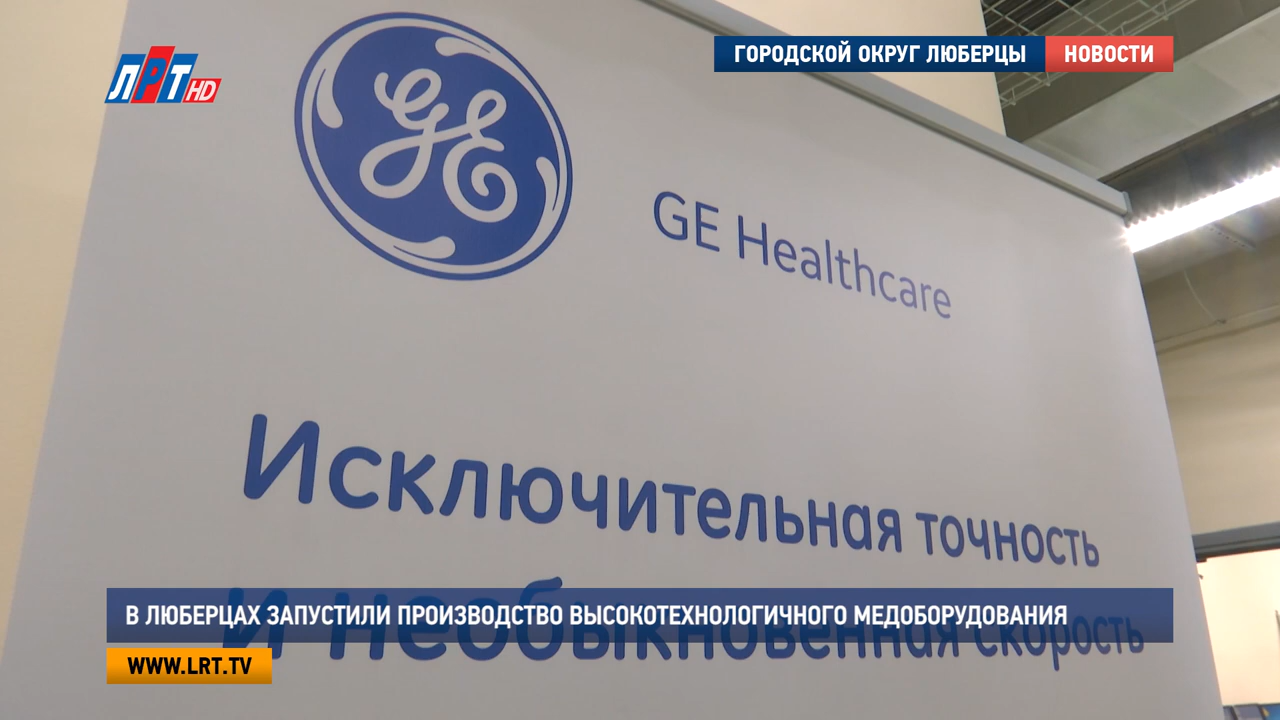 ЛРТ HD
ГОРОДСКОЙ ОКРУГ ЛЮБЕРЦЫ НОВОСТИ
GE
GE Healthcare
Исключительная точность
и необыкновенная скорость
В ЛЮБЕРЦАХ ЗАПУСТИЛИ ПРОИЗВОДСТВО ВЫСОКОТЕХНОЛОГИЧНОГО МЕДОБОРУДОВАНИЯ
WWW.LRT.TV